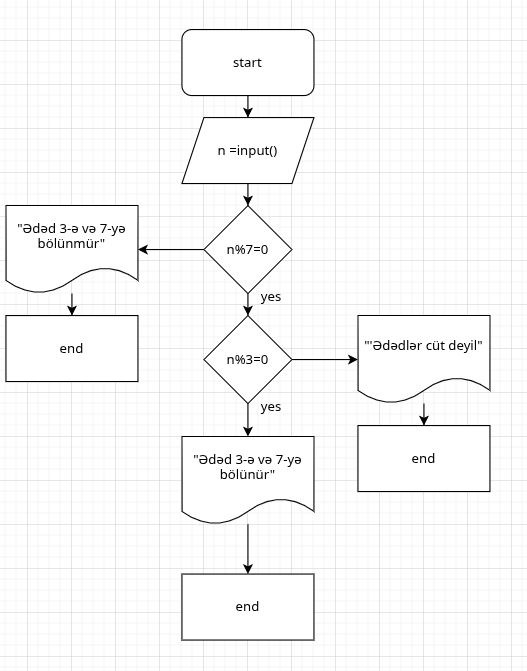 start
n =input()
"Ədəd 3-ə və 7-yə
bölünmür"
n%7=0
yes
end
n%3=0
"'Ədədlər cüt deyil"
yes
"Ədəd 3-ə və 7-yə
bölünür"
end
end